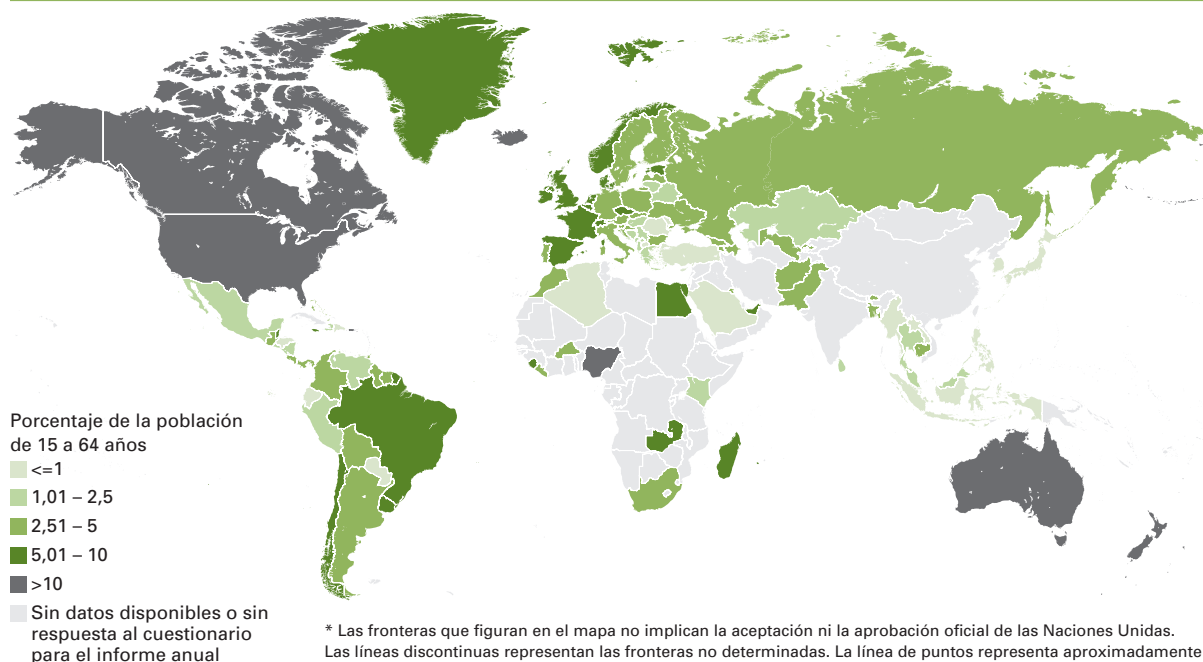 Porcentaje de la población
de 15 a 64 años
<=1
1,01 – 2,5
2,51 – 5
5,01 – 10
>10
Sin datos disponibles o sin
respuesta al cuestionario
para el informe anual
* Las fronteras que figuran en el mapa no implican la aceptación ni la aprobación oficial de las Naciones Unidas.
Las líneas discontinuas representan las fronteras no determinadas. La línea de puntos representa aproximadamente